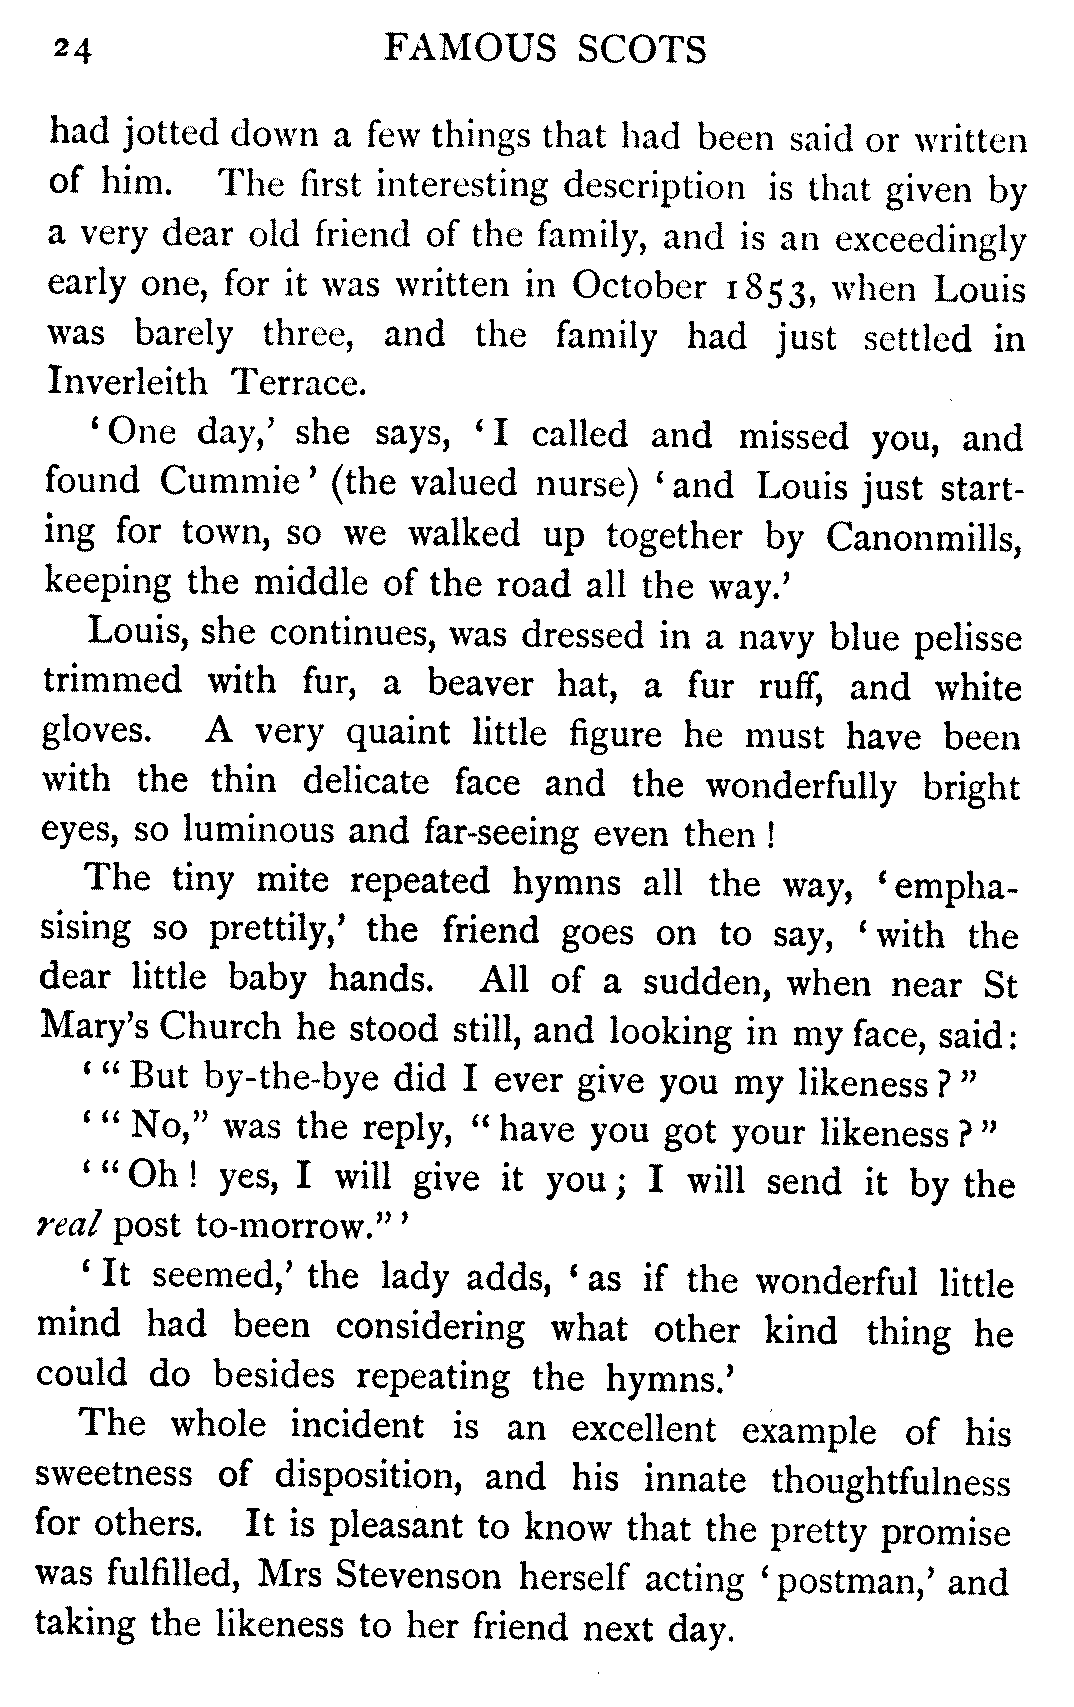 24 FAMOUS SCOTS
had jotted down a few things that had been said or written
of him. The first interesting description is that given by
a very dear old friend of the family, and is an exceedingly
early one, for it was written in October 1853, when Louis
was barely three, and the family had just settled in
Inverleith Terrace.
‘One day,’ she says, ‘I called and missed you, and
found Cummie’ (the valued nurse) ‘and Louis just start-
ing for town, so we walked up together by Canonmills,
keeping the middle of the road all the way.’
Louis, she continues, was dressed in a navy blue pelisse
trimmed with fur, a beaver hat, a fur ruff, and white
gloves. A very quaint little figure he must have been
with the thin delicate face and the wonderfully bright
eyes, so luminous and far-seeing even then!
The tiny mite repeated hymns all the way, ‘empha-
sising so prettily,’ the friend goes on to say, ‘with the
dear little baby hands. All of a sudden, when near St
Mary's Church he stood still, and looking in my face, said:
‘“But by-the-bye did I ever give you my likeness?”
‘“No,” was the reply, “have you got your likeness?”
‘“Oh! yes, I will give it you; I will send it by the
real post to-morrow.”’
‘It seemed,’ the lady adds, ‘as if the wonderful little
mind had been considering what other kind thing he
could do besides repeating the hymns.’
The whole incident is an excellent example of his
sweetness of disposition, and his innate thoughtfulness
for others. It is pleasant to know that the pretty promise
was fulfilled, Mrs Stevenson herself acting ‘postman,’ and
taking the likeness to her friend next day.